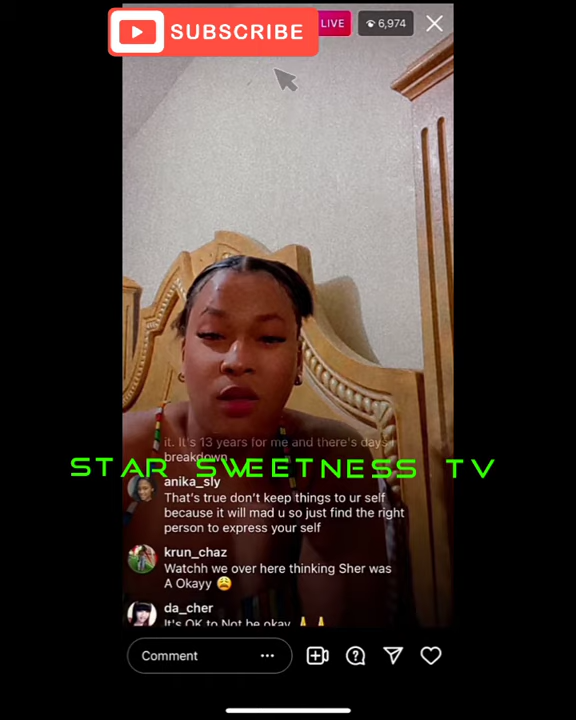 SUBSCRIBE
LIVE
6,974
it. It's 13 years for me and there's days I
breakdown
STAR SWEETNESS TV
anika_sly
That's true don't keep things to ur self
because it will mad u so just find the right
person to express your self
krun_chaz
Watchh we over here thinking Sher was
A Okayy 😩
da_cher
It's OK to Not be okay 🙏🙏
Comment